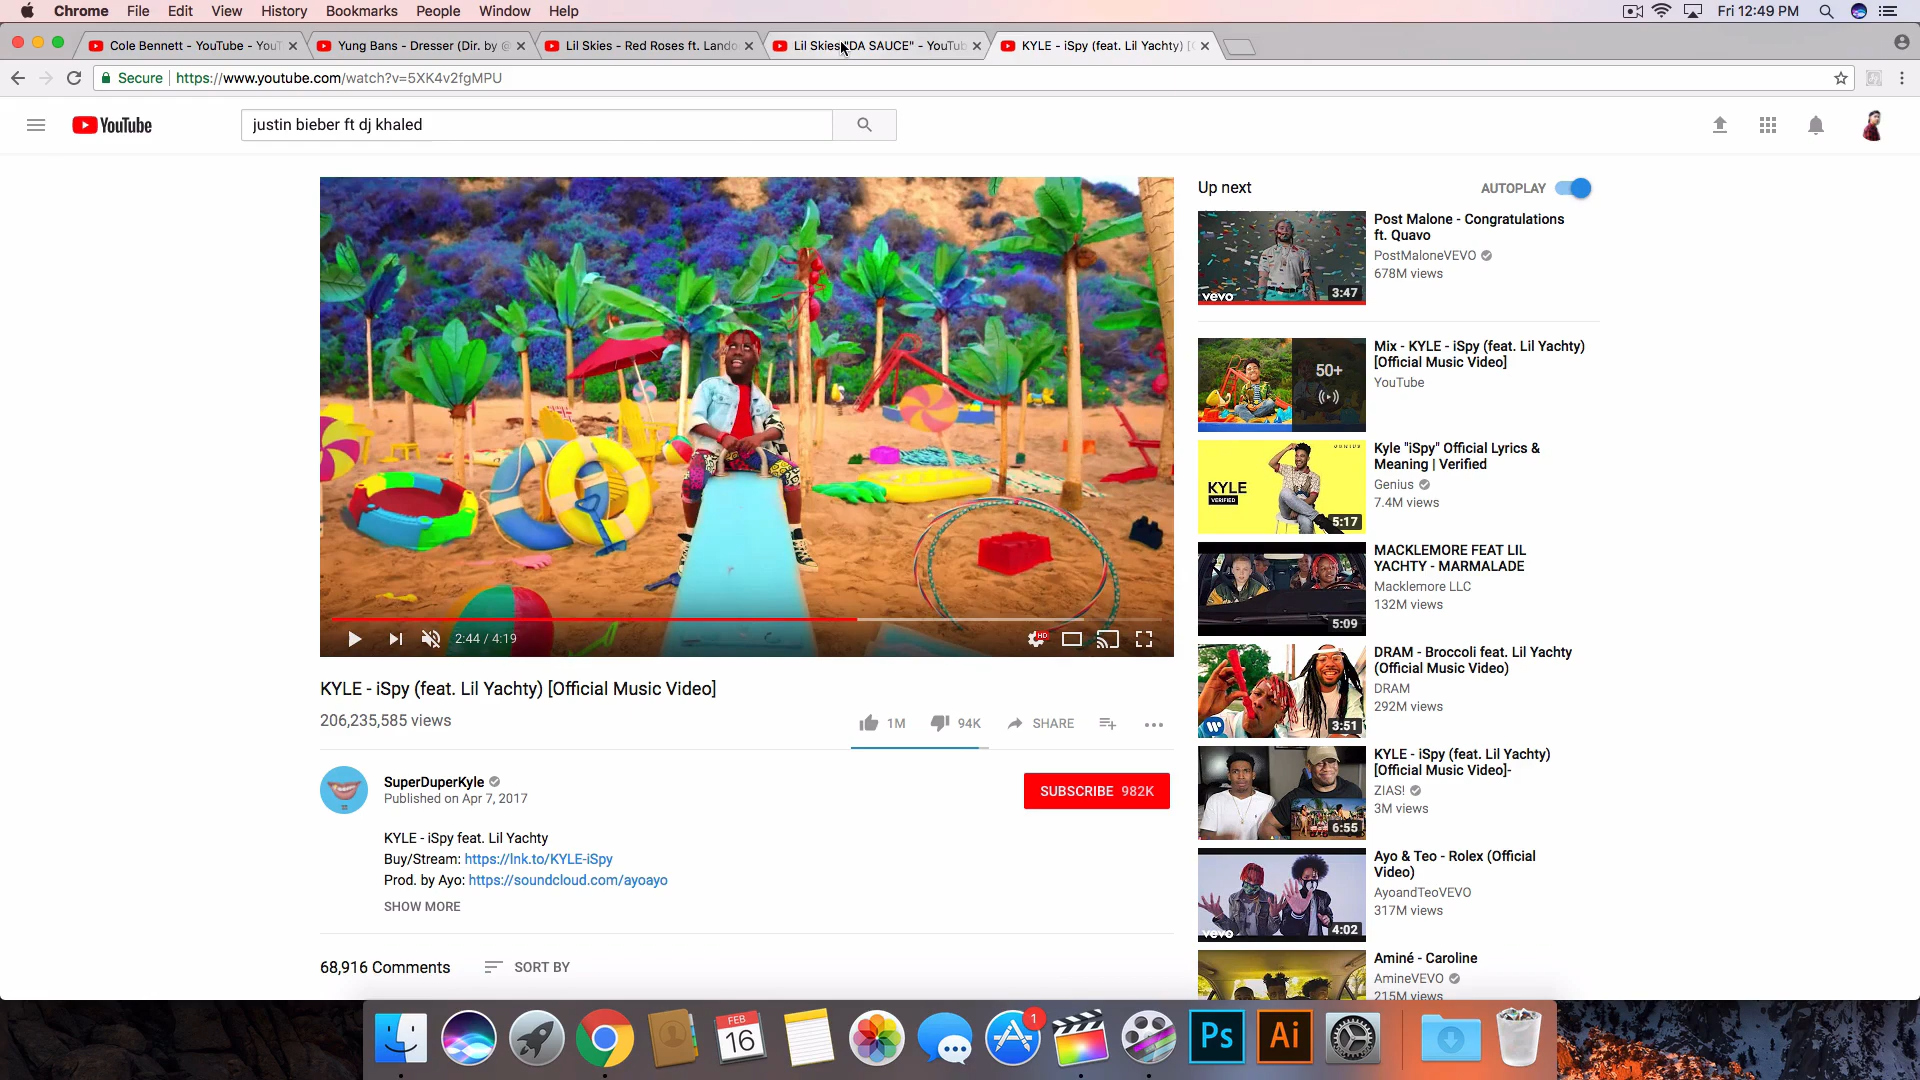 Chrome File Edit View History Bookmarks People Window Help Fri 12:49 PM
Cole Bennett - YouTube - You Yung Bans - Dresser (Dir. by @ Lil Skies - Red Roses ft. Lando Lil Skies "DA SAUCE" - YouTub KYLE - iSpy (feat. Lil Yachty) [
Secure https://www.youtube.com/watch?v=5XK4v2fgMPU
YouTube
justin bieber ft dj khaled
Up next
AUTOPLAY
Post Malone - Congratulations
ft. Quavo
PostMaloneVEVO
678M views
vevo
3:47
Mix - KYLE - iSpy (feat. Lil Yachty)
[Official Music Video]
YouTube
50+
Kyle "iSpy" Official Lyrics &
Meaning | Verified
Genius
7.4M views
GENIUS
KYLE
VERIFIED
5:17
MACKLEMORE FEAT LIL
YACHTY - MARMALADE
Macklemore LLC
132M views
5:09
DRAM - Broccoli feat. Lil Yachty
(Official Music Video)
DRAM
292M views
3:51
KYLE - iSpy (feat. Lil Yachty)
[Official Music Video]-
ZIAS!
3M views
6:55
Ayo & Teo - Rolex (Official
Video)
AyoandTeoVEVO
317M views
vevo
4:02
Aminé - Caroline
AmineVEVO
215M views
2:44 / 4:19
HD
KYLE - iSpy (feat. Lil Yachty) [Official Music Video]
206,235,585 views
1M 94K SHARE
SuperDuperKyle
Published on Apr 7, 2017
SUBSCRIBE 982K
KYLE - iSpy feat. Lil Yachty
Buy/Stream: https://lnk.to/KYLE-iSpy
Prod. by Ayo: https://soundcloud.com/ayoayo
SHOW MORE
68,916 Comments SORT BY
FEB
16
1
Ps
Ai